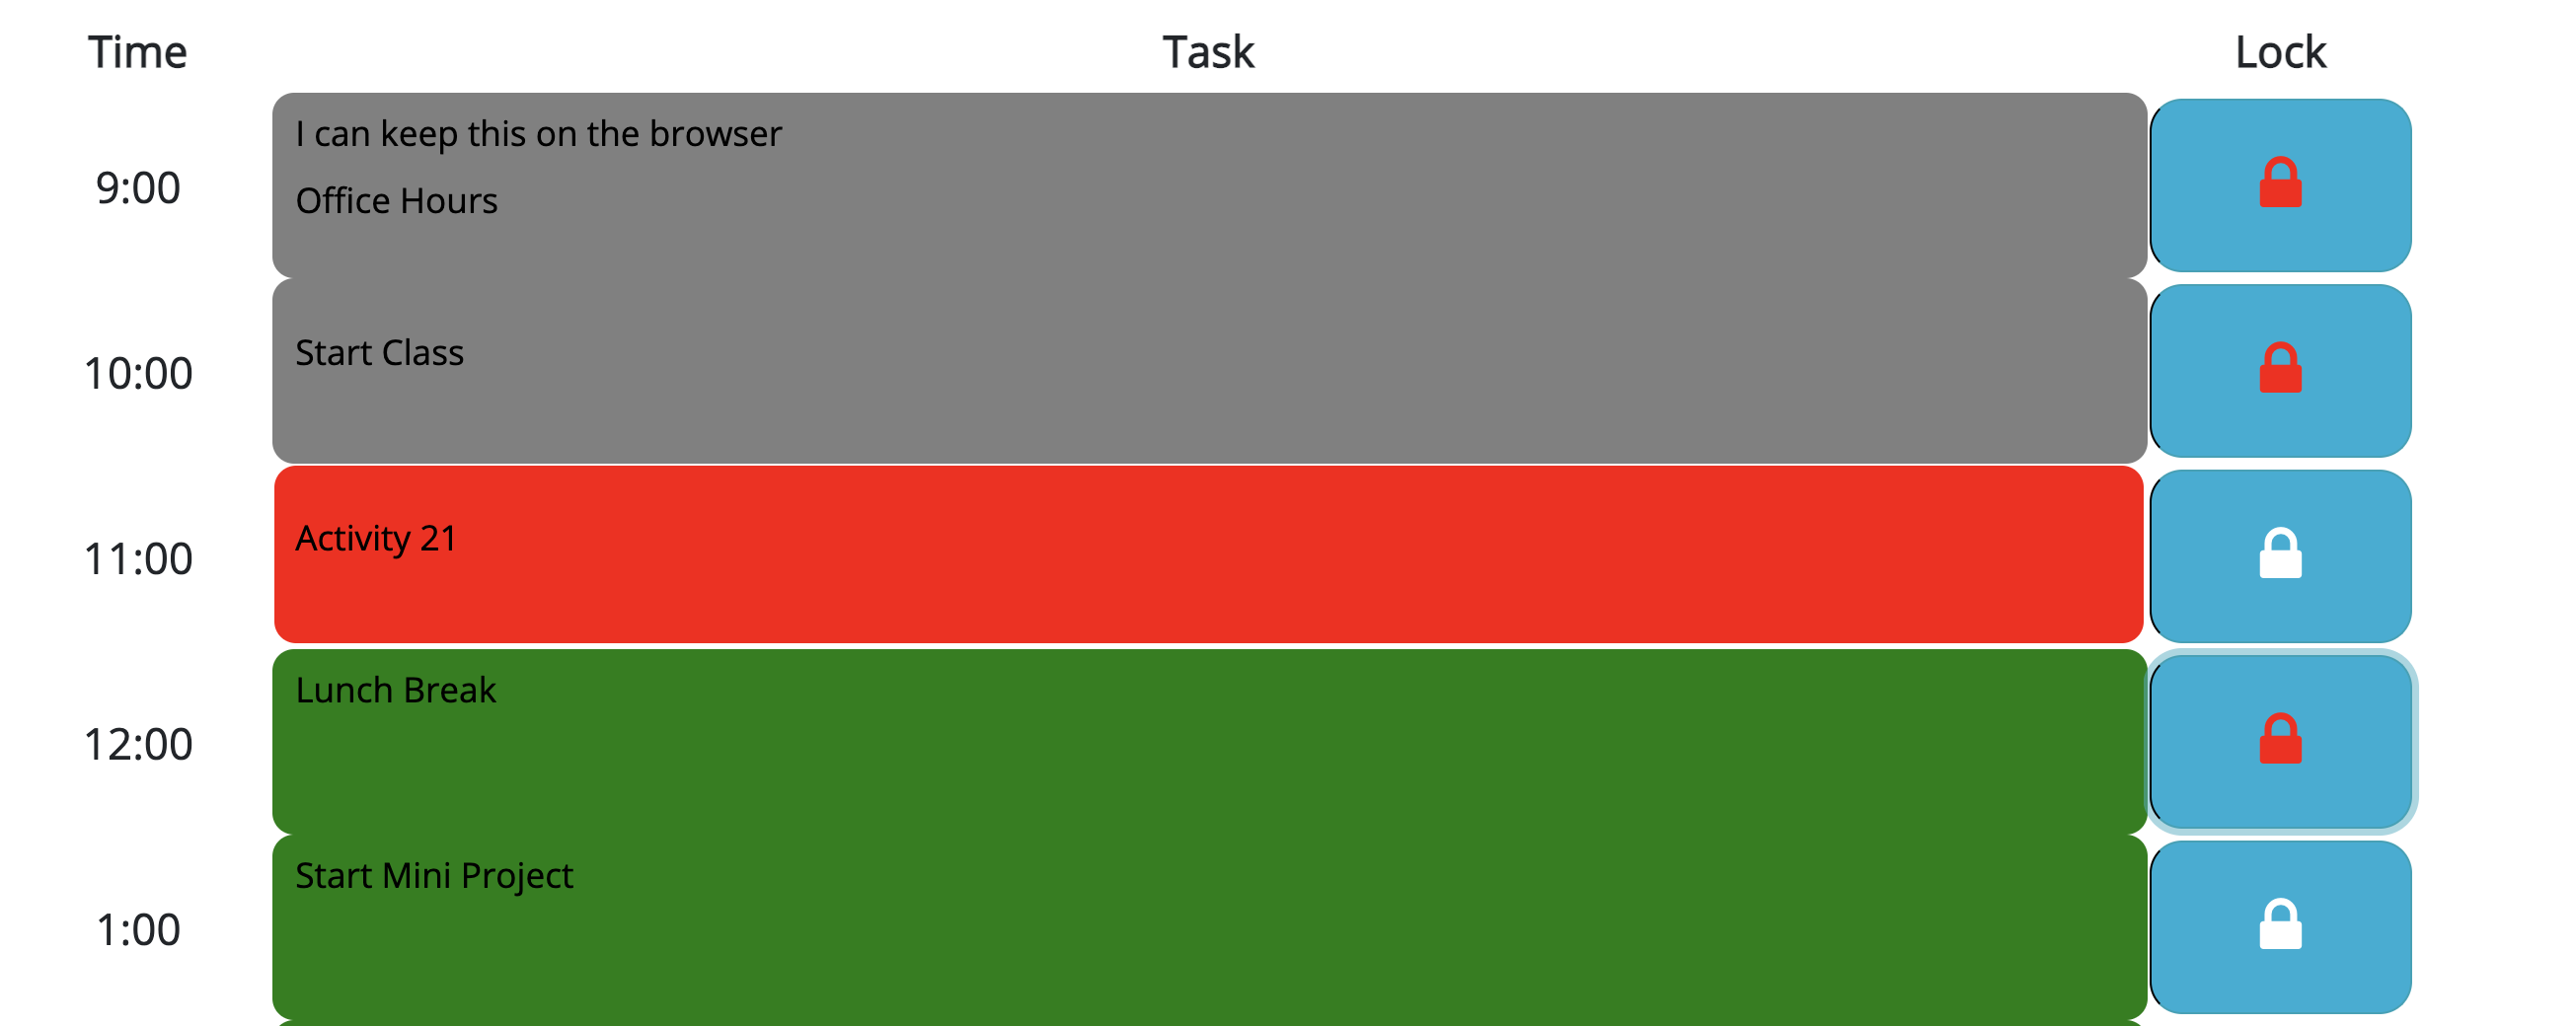 Time Task Lock
9:00 I can keep this on the browser
Office Hours
10:00 Start Class
11:00 Activity 21
12:00 Lunch Break
1:00 Start Mini Project